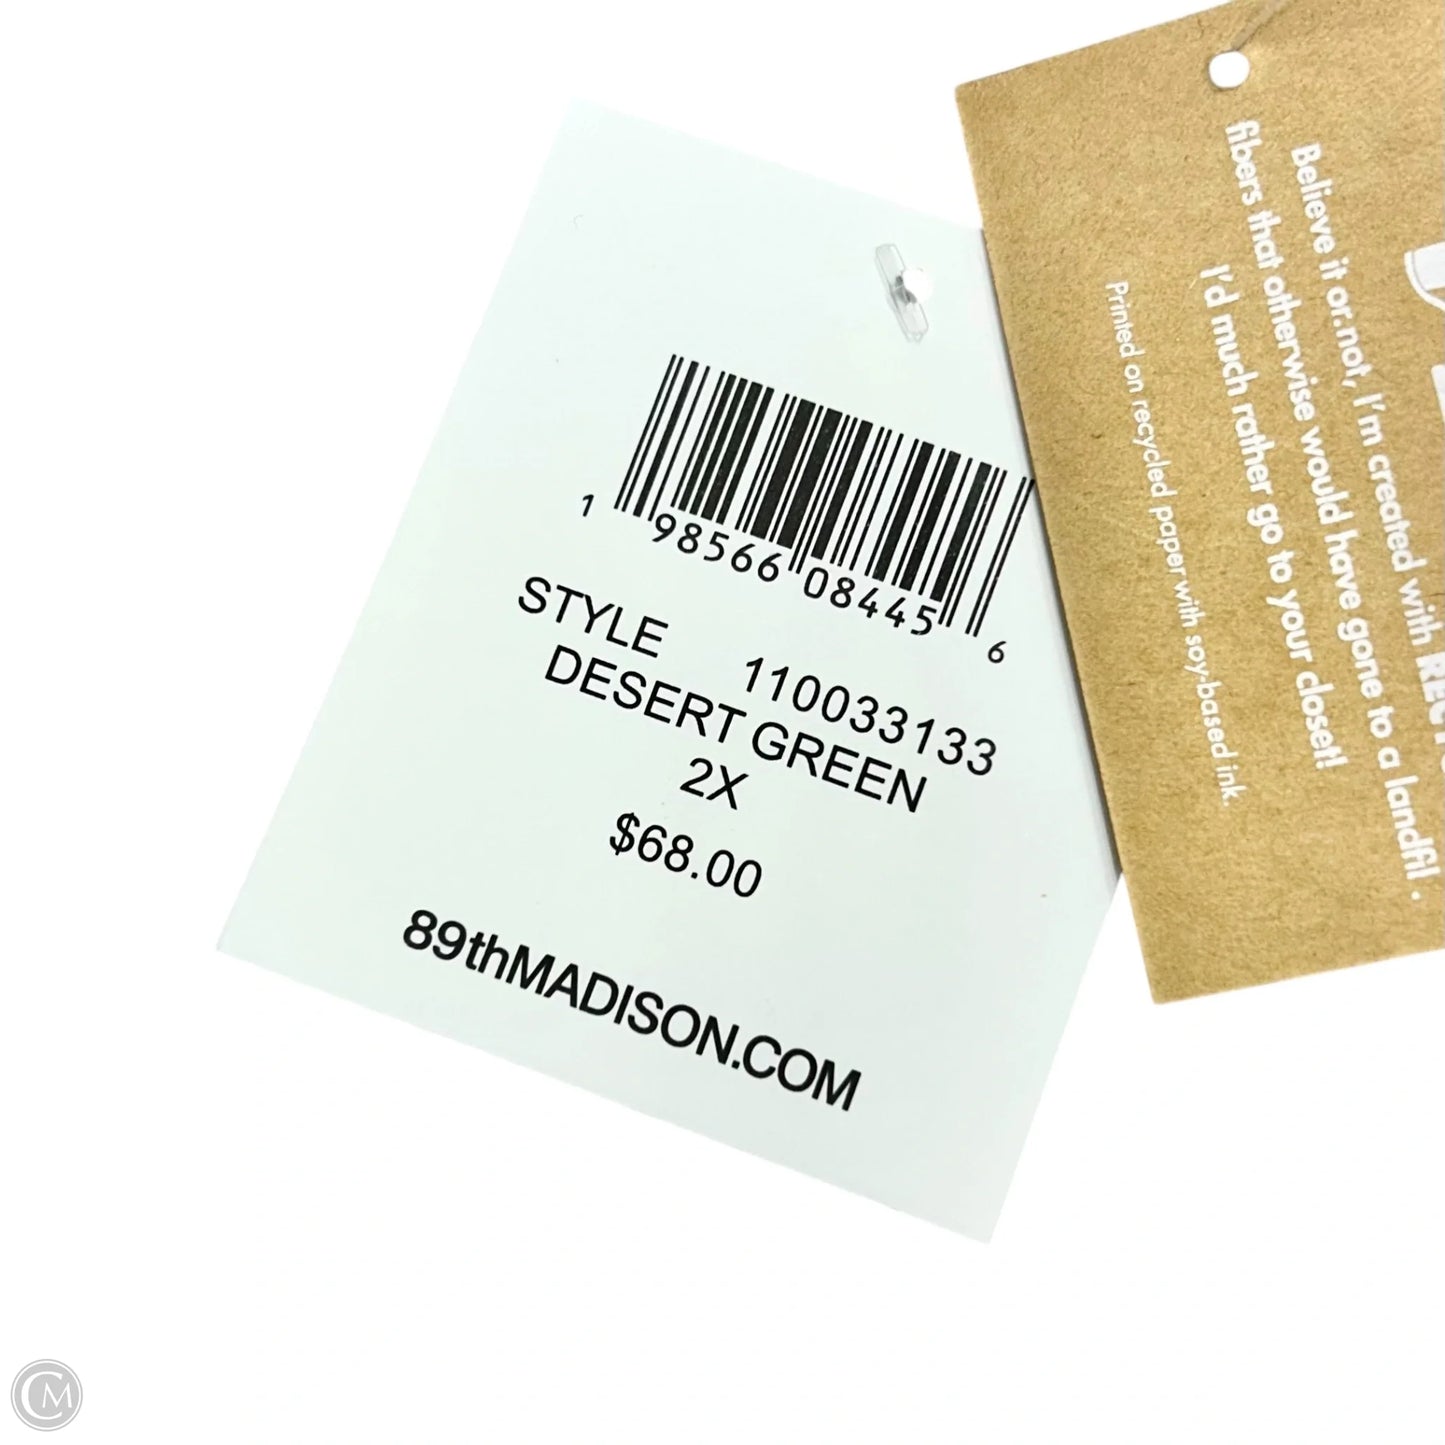 1 98566 08445 6
STYLE 110033133
DESERT GREEN
2X
$68.00
89thMADISON.COM
Believe it or not, I'm created with
fibers that otherwise would have gone to a landfill.
I'd much rather go to your closet!
Printed on recycled paper with soy-based ink.
CM